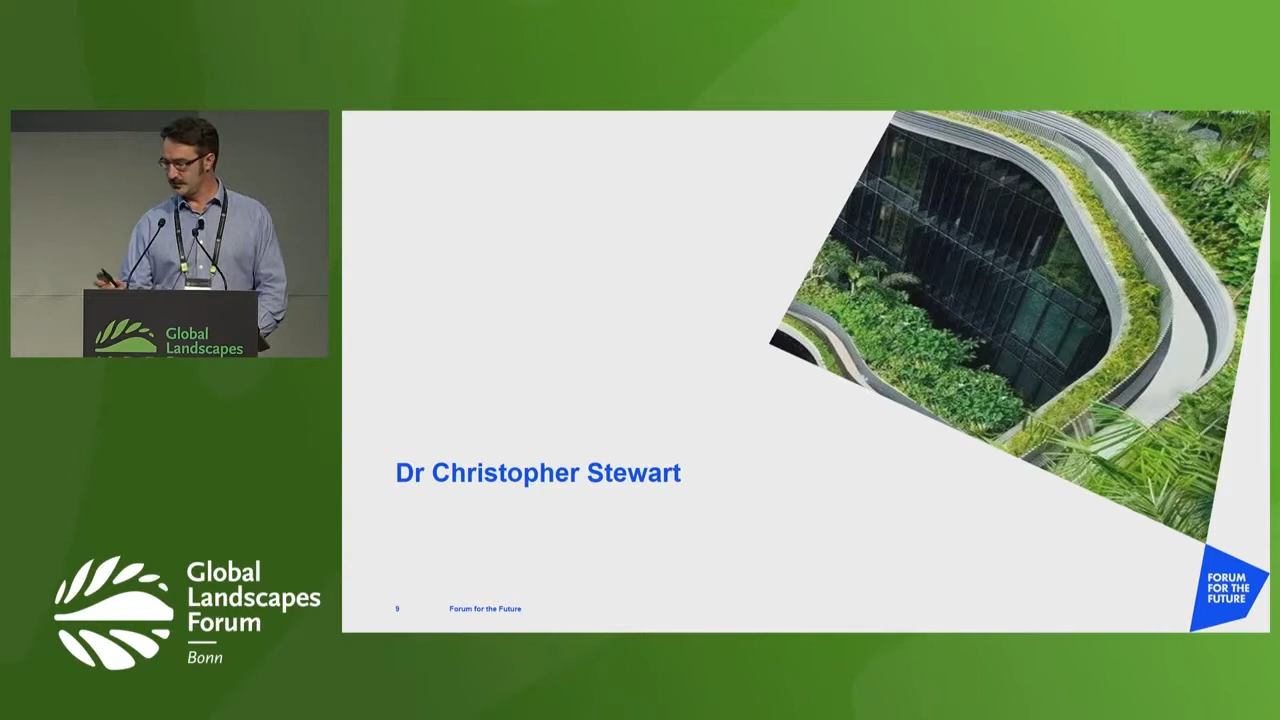 Global
Landscapes
Dr Christopher Stewart
9
Forum for the Future
FORUM
FOR THE
FUTURE
Global
Landscapes
Forum
Bonn